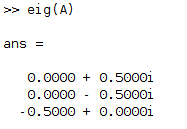 >> eig(A)
ans =
0.0000 + 0.5000i
0.0000 - 0.5000i
-0.5000 + 0.0000i